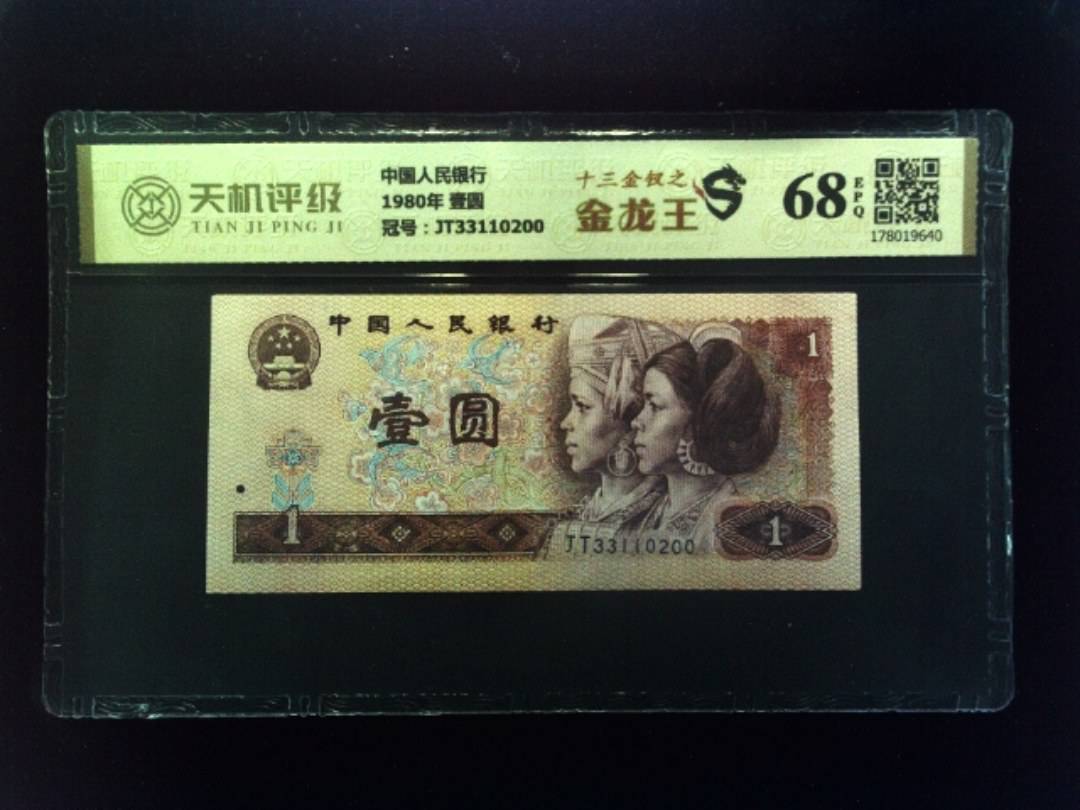 天机评级
TIAN JI PING JI
中国人民银行
1980年 壹圆
冠号：JT33110200
十三金钗之
金龙王
68
EPQ
178019640
中国人民银行
1
壹圆
1
JT33110200
1